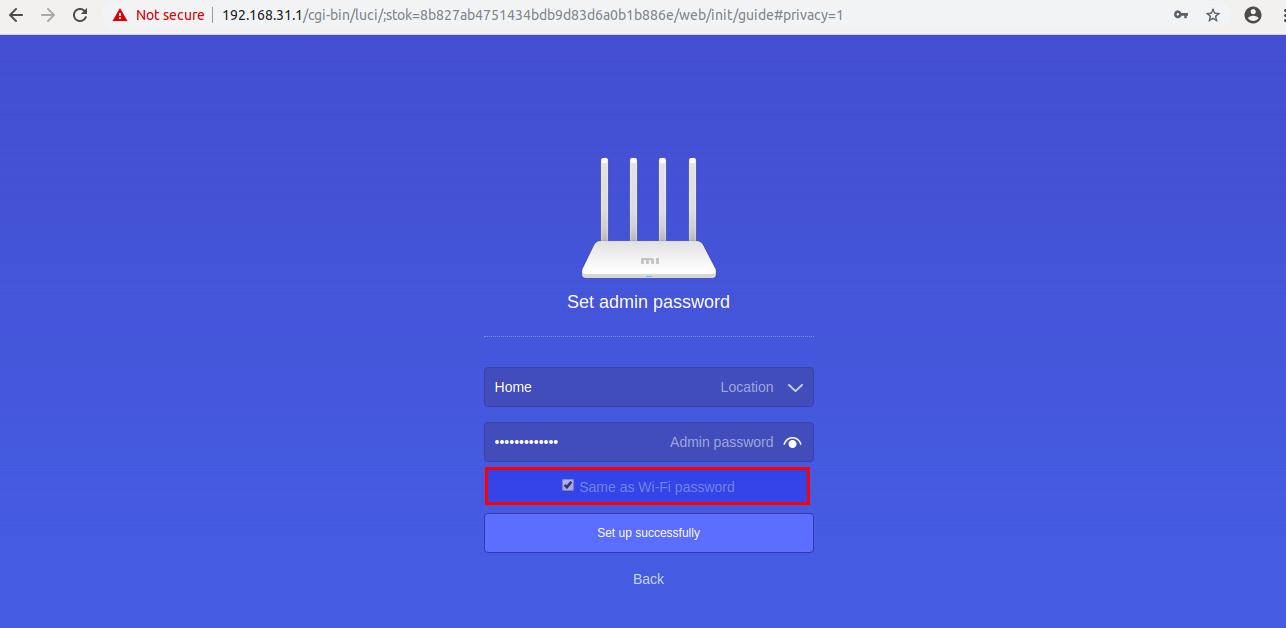 Not secure | 192.168.31.1/cgi-bin/luci/;stok=8b827ab4751434bdb9d83d6a0b1b886e/web/init/guide#privacy=1
mi
Set admin password
Home Location
••••••••••••• Admin password
Same as Wi-Fi password
Set up successfully
Back